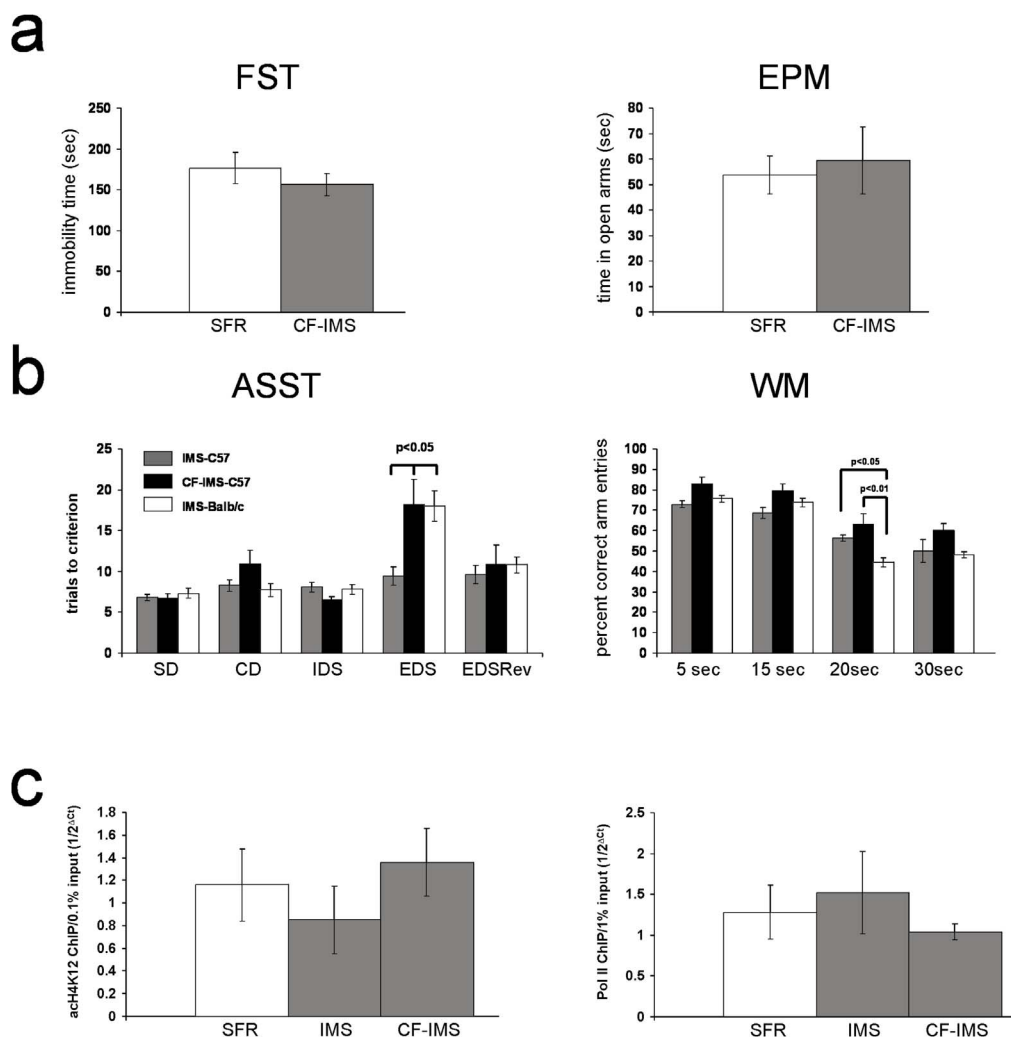 a
FST
immobility time (sec)
250
200
150
100
50
0
SFR CF-IMS
EPM
time in open arms (sec)
80
70
60
50
40
30
20
10
0
SFR CF-IMS
b
ASST
trials to criterion
25
20
15
10
5
0
IMS-C57
CF-IMS-C57
IMS-Balb/c
p<0.05
SD CD IDS EDS EDSRev
WM
percent correct arm entries
100
90
80
70
60
50
40
30
20
10
0
p<0.05
p<0.01
5 sec 15 sec 20sec 30sec
c
acH4K12 ChIP/0.1% input (1/2^ΔCt)
1.8
1.6
1.4
1.2
1
0.8
0.6
0.4
0.2
0
SFR IMS CF-IMS
Pol II ChIP/1% input (1/2^ΔCt)
2.5
2
1.5
1
0.5
0
SFR IMS CF-IMS